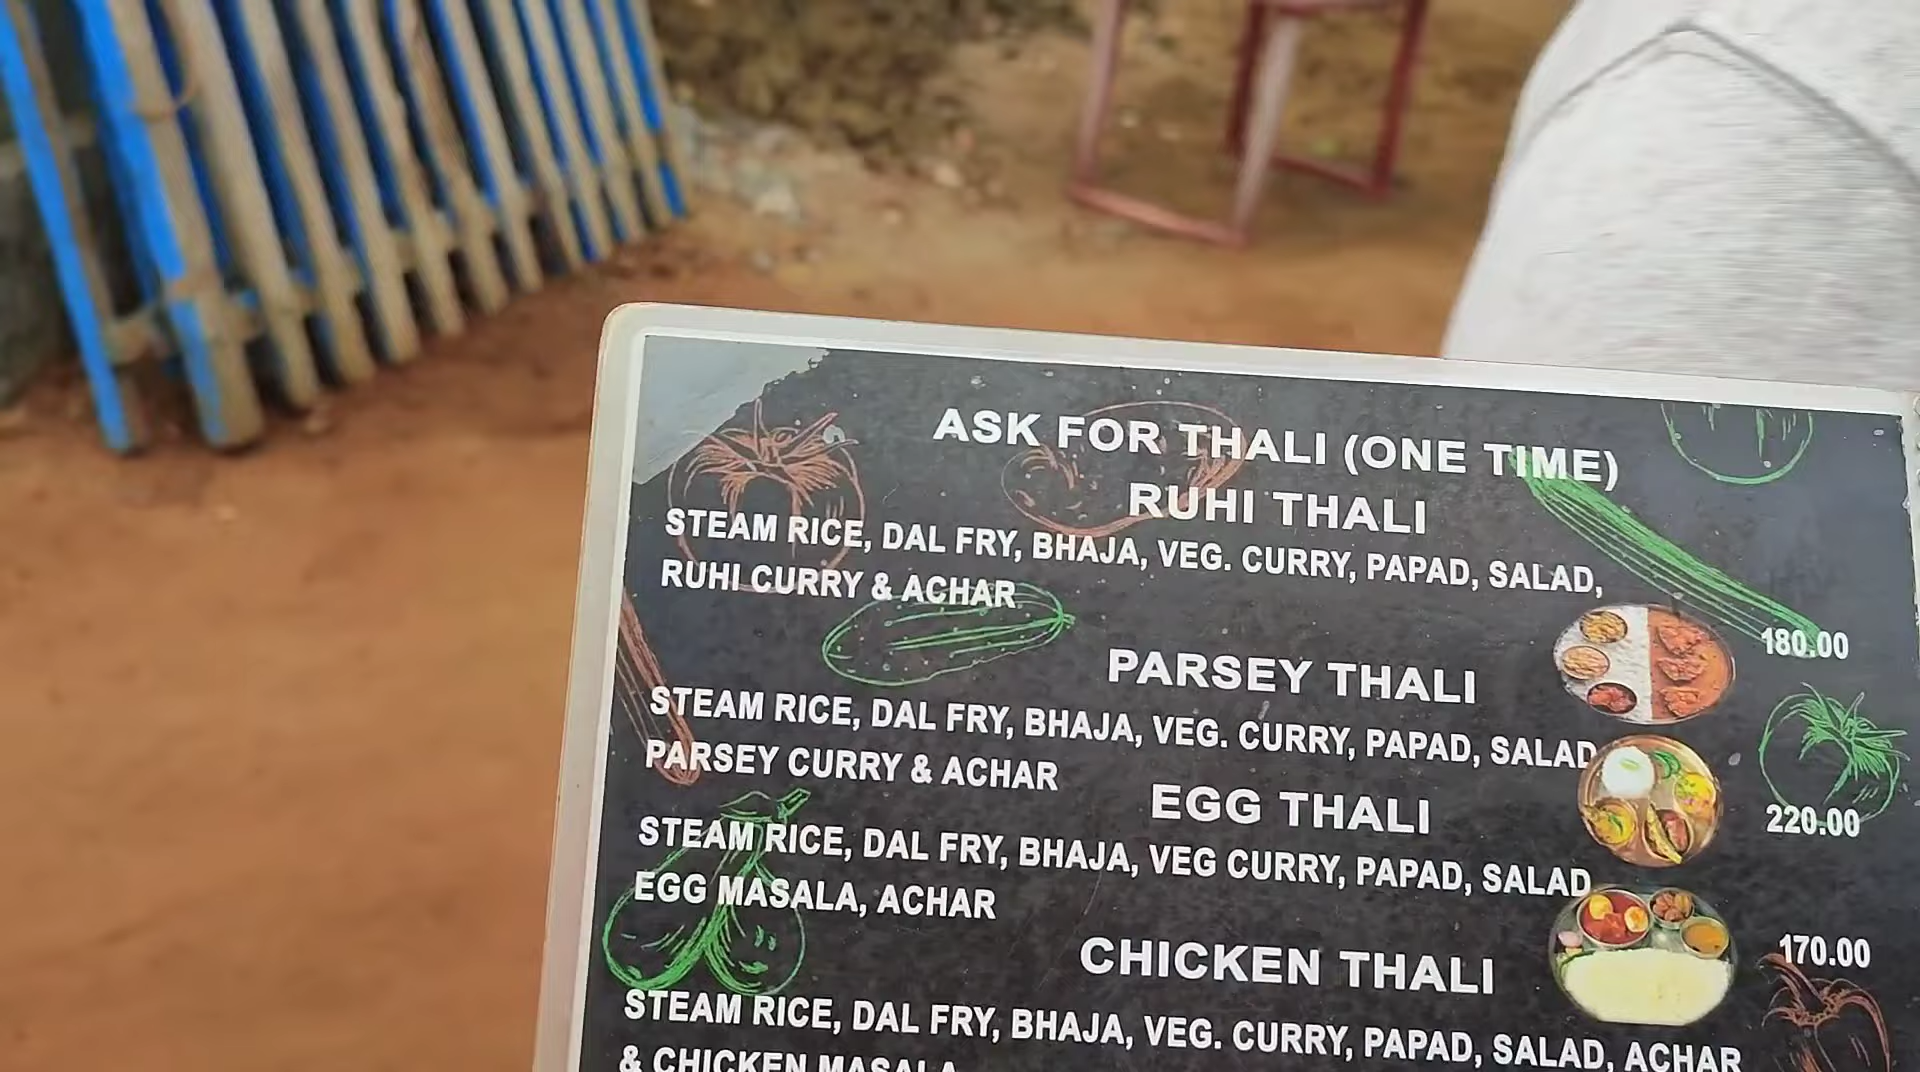 ASK FOR THALI (ONE TIME)
RUHI THALI
STEAM RICE, DAL FRY, BHAJA, VEG. CURRY, PAPAD, SALAD,
RUHI CURRY & ACHAR
180.00
PARSEY THALI
STEAM RICE, DAL FRY, BHAJA, VEG. CURRY, PAPAD, SALAD
PARSEY CURRY & ACHAR
220.00
EGG THALI
STEAM RICE, DAL FRY, BHAJA, VEG CURRY, PAPAD, SALAD
EGG MASALA, ACHAR
170.00
CHICKEN THALI
STEAM RICE, DAL FRY, BHAJA, VEG. CURRY, PAPAD, SALAD, ACHAR
& CHICKEN MASALA